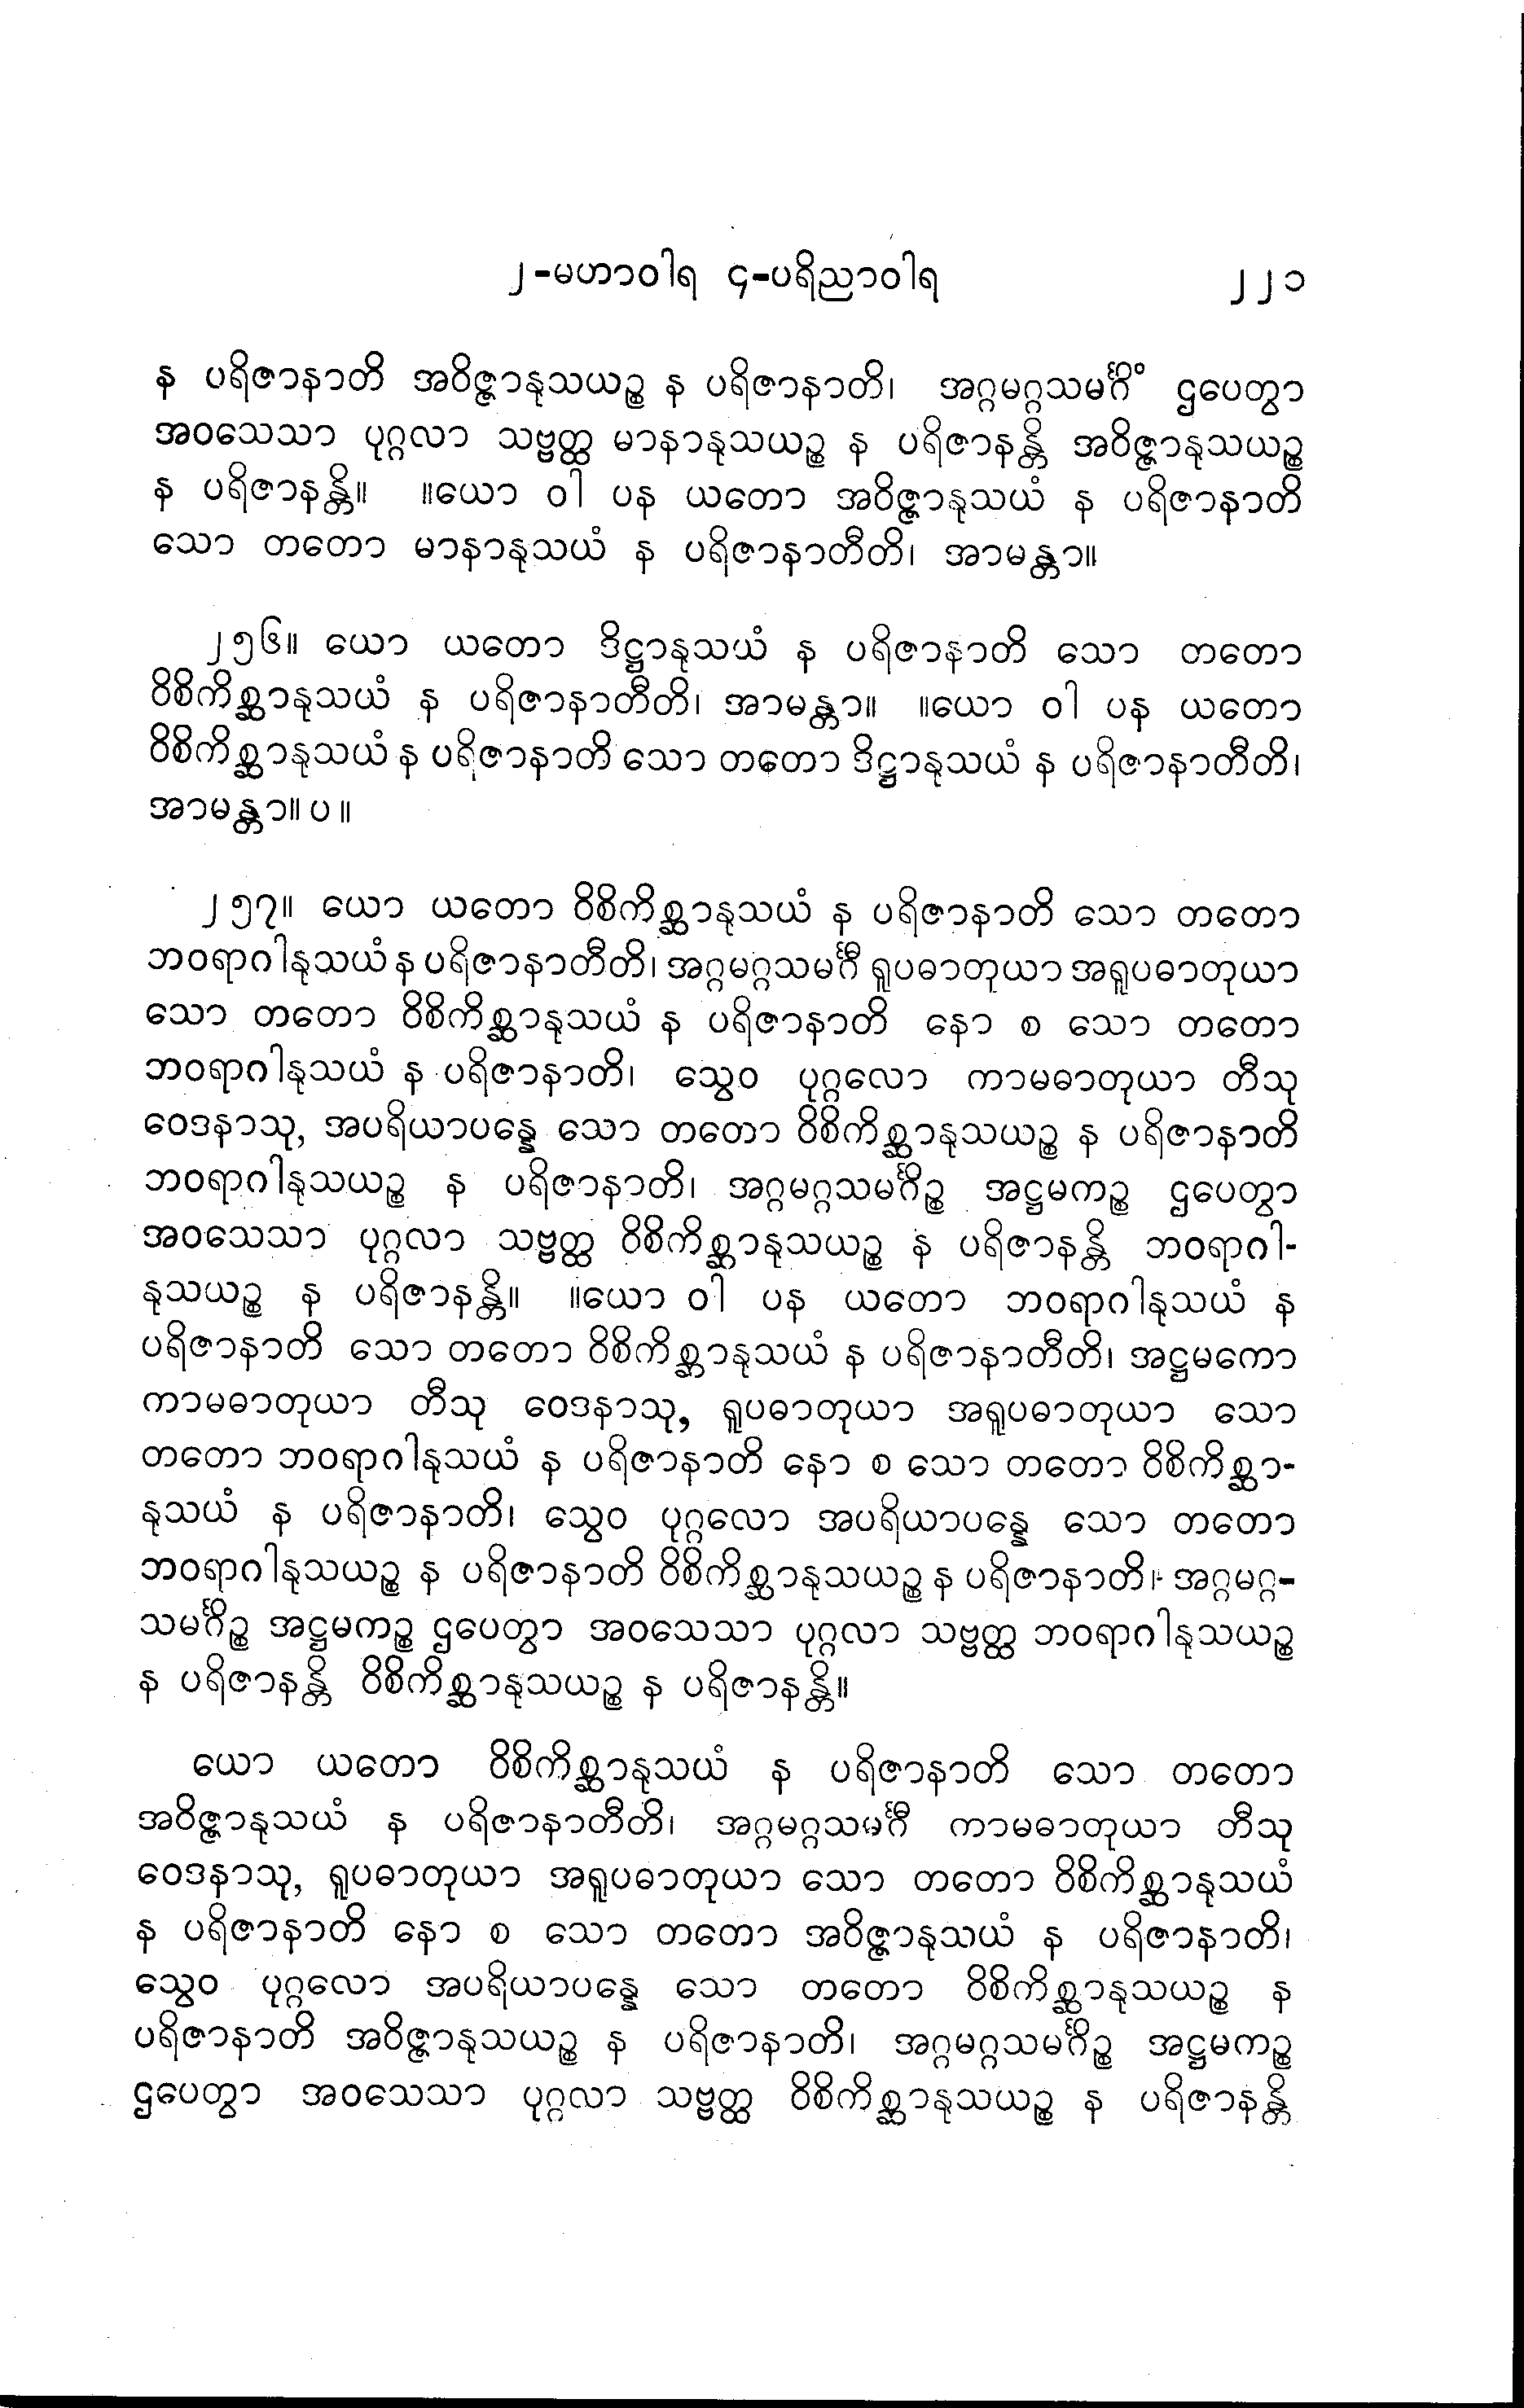 ၂-မဟာဝါရ ၄-ပရိညာဝါရ ၂၂၁
န ပရိဇာနာတိ အဝိဇ္ဇာနုသယဉ္စ န ပရိဇာနာတိ၊ အဂ္ဂမဂ္ဂသမင်္ဂိံ ဌပေတွာ
အဝသေသာ ပုဂ္ဂလာ သဗ္ဗတ္ထ မာနာနုသယဉ္စ န ပရိဇာနန္တိ အဝိဇ္ဇာနုသယဉ္စ
န ပရိဇာနန္တိ။ ။ယော ဝါ ပန ယတော အဝိဇ္ဇာနုသယံ န ပရိဇာနာတိ
သော တတော မာနာနုသယံ န ပရိဇာနာတီတိ၊ အာမန္တာ။
၂၅၆။ ယော ယတော ဒိဋ္ဌာနုသယံ န ပရိဇာနာတိ သော တတော
ဝိစိကိစ္ဆာနုသယံ န ပရိဇာနာတီတိ၊ အာမန္တာ။ ။ယော ဝါ ပန ယတော
ဝိစိကိစ္ဆာနုသယံ န ပရိဇာနာတိ သော တတော ဒိဋ္ဌာနုသယံ န ပရိဇာနာတီတိ၊
အာမန္တာ။ ပ ။
၂၅၇။ ယော ယတော ဝိစိကိစ္ဆာနုသယံ န ပရိဇာနာတိ သော တတော
ဘဝရာဂါနုသယံ န ပရိဇာနာတီတိ၊ အဂ္ဂမဂ္ဂသမင်္ဂီ ရူပဓာတုယာ အရူပဓာတုယာ
သော တတော ဝိစိကိစ္ဆာနုသယံ န ပရိဇာနာတိ နော စ သော တတော
ဘဝရာဂါနုသယံ န ပရိဇာနာတိ၊ သွေဝ ပုဂ္ဂလော ကာမဓာတုယာ တီသု
ဝေဒနာသု, အပရိယာပန္နေ သော တတော ဝိစိကိစ္ဆာနုသယဉ္စ န ပရိဇာနာတိ
ဘဝရာဂါနုသယဉ္စ န ပရိဇာနာတိ၊ အဂ္ဂမဂ္ဂသမင်္ဂိဉ္စ အဋ္ဌမကဉ္စ ဌပေတွာ
အဝသေသာ ပုဂ္ဂလာ သဗ္ဗတ္ထ ဝိစိကိစ္ဆာနုသယဉ္စ န ပရိဇာနန္တိ ဘဝရာဂါ-
နုသယဉ္စ န ပရိဇာနန္တိ။ ။ယော ဝါ ပန ယတော ဘဝရာဂါနုသယံ န
ပရိဇာနာတိ သော တတော ဝိစိကိစ္ဆာနုသယံ န ပရိဇာနာတီတိ၊ အဋ္ဌမကော
ကာမဓာတုယာ တီသု ဝေဒနာသု, ရူပဓာတုယာ အရူပဓာတုယာ သော
တတော ဘဝရာဂါနုသယံ န ပရိဇာနာတိ နော စ သော တတော ဝိစိကိစ္ဆာ-
နုသယံ န ပရိဇာနာတိ၊ သွေဝ ပုဂ္ဂလော အပရိယာပန္နေ သော တတော
ဘဝရာဂါနုသယဉ္စ န ပရိဇာနာတိ ဝိစိကိစ္ဆာနုသယဉ္စ န ပရိဇာနာတိ၊ အဂ္ဂမဂ္ဂ-
သမင်္ဂိဉ္စ အဋ္ဌမကဉ္စ ဌပေတွာ အဝသေသာ ပုဂ္ဂလာ သဗ္ဗတ္ထ ဘဝရာဂါနုသယဉ္စ
န ပရိဇာနန္တိ ဝိစိကိစ္ဆာနုသယဉ္စ န ပရိဇာနန္တိ။
ယော ယတော ဝိစိကိစ္ဆာနုသယံ န ပရိဇာနာတိ သော တတော
အဝိဇ္ဇာနုသယံ န ပရိဇာနာတီတိ၊ အဂ္ဂမဂ္ဂသမင်္ဂီ ကာမဓာတုယာ တီသု
ဝေဒနာသု, ရူပဓာတုယာ အရူပဓာတုယာ သော တတော ဝိစိကိစ္ဆာနုသယံ
န ပရိဇာနာတိ နော စ သော တတော အဝိဇ္ဇာနုသယံ န ပရိဇာနာတိ၊
သွေဝ ပုဂ္ဂလော အပရိယာပန္နေ သော တတော ဝိစိကိစ္ဆာနုသယဉ္စ န
ပရိဇာနာတိ အဝိဇ္ဇာနုသယဉ္စ န ပရိဇာနာတိ၊ အဂ္ဂမဂ္ဂသမင်္ဂိဉ္စ အဋ္ဌမကဉ္စ
ဌပေတွာ အဝသေသာ ပုဂ္ဂလာ သဗ္ဗတ္ထ ဝိစိကိစ္ဆာနုသယဉ္စ န ပရိဇာနန္တိ